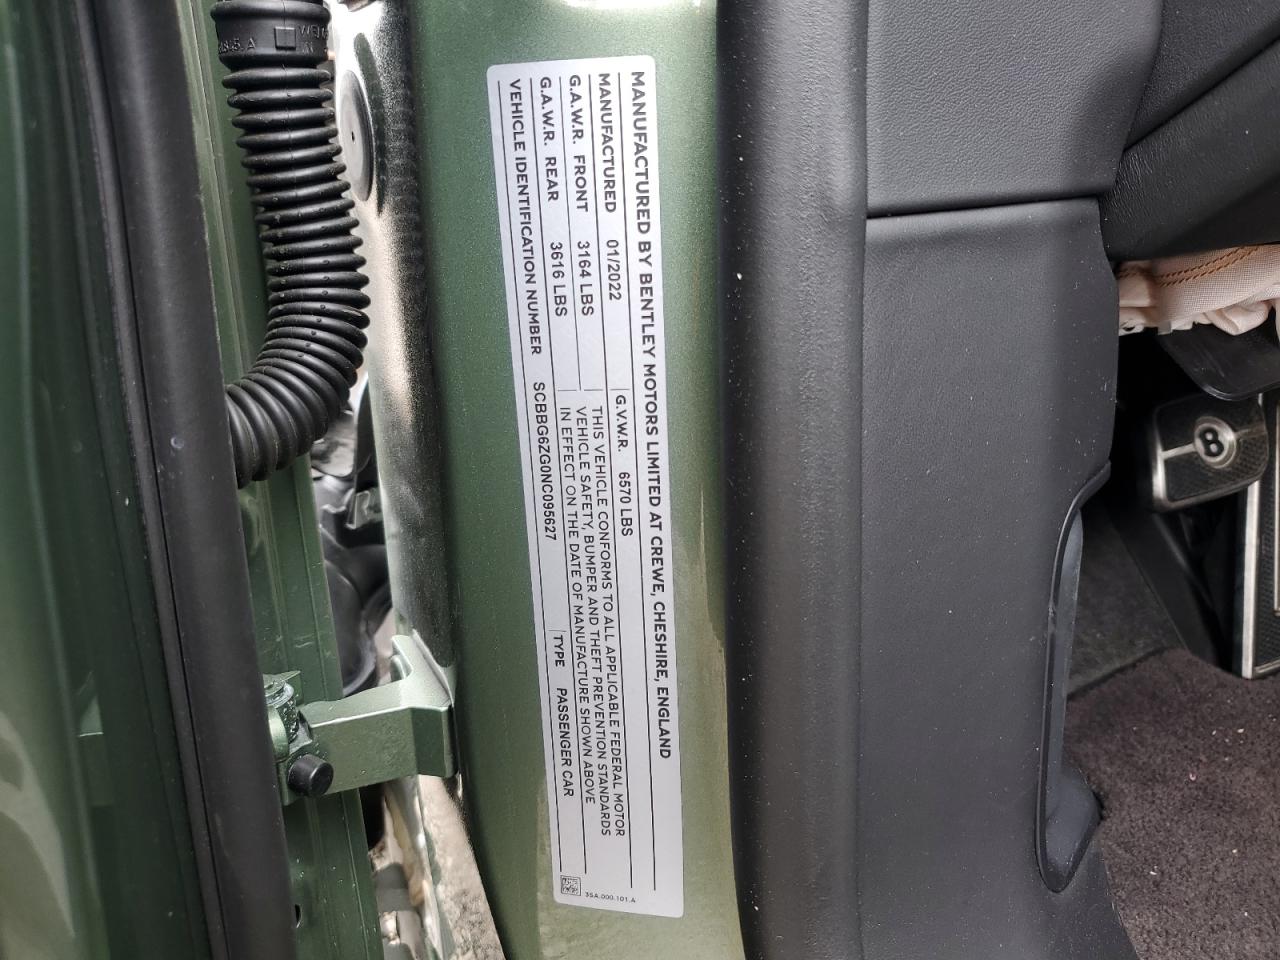 MANUFACTURED BY BENTLEY MOTORS LIMITED AT CREWE, CHESHIRE, ENGLAND
MANUFACTURED 01/2022 G.V.W.R. 6570 LBS
G.A.W.R. FRONT 3164 LBS
G.A.W.R. REAR 3616 LBS
THIS VEHICLE CONFORMS TO ALL APPLICABLE FEDERAL MOTOR
VEHICLE SAFETY, BUMPER AND THEFT PREVENTION STANDARDS
IN EFFECT ON THE DATE OF MANUFACTURE SHOWN ABOVE
VEHICLE IDENTIFICATION NUMBER SCBBG6ZG0NC095627 TYPE PASSENGER CAR
3SA.000.101.A
B